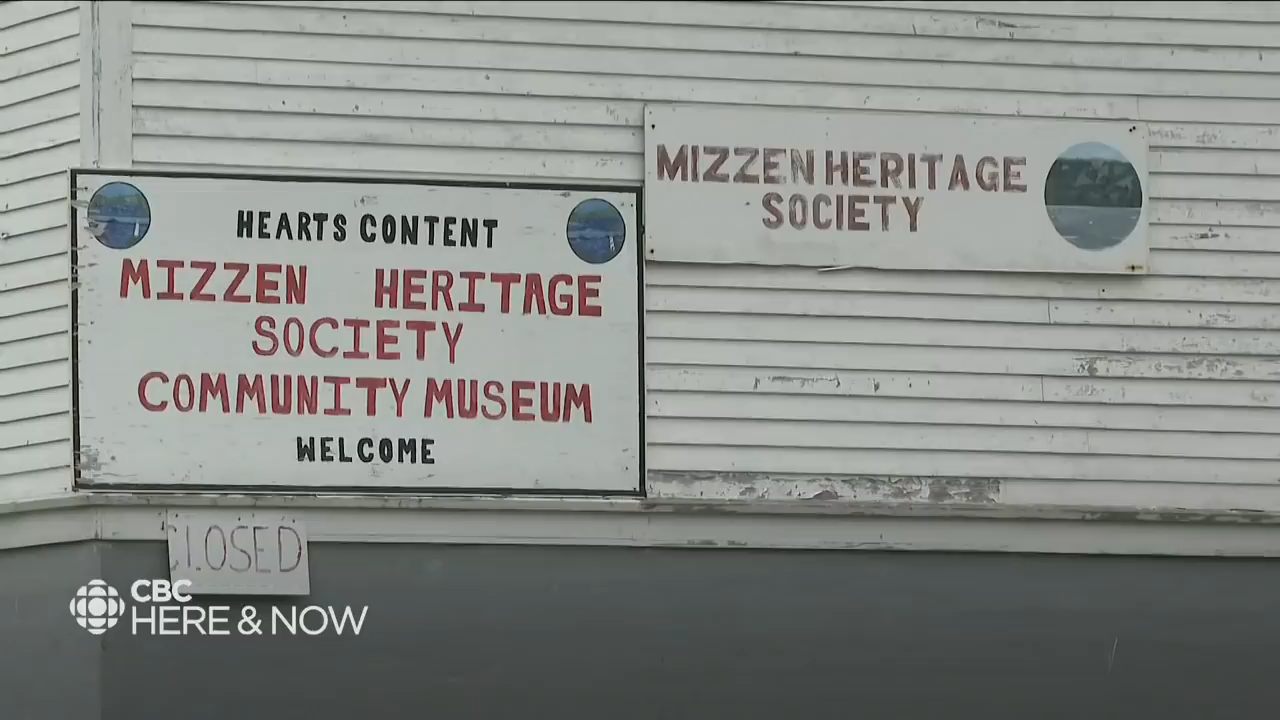 HEARTS CONTENT
MIZZEN HERITAGE
SOCIETY
COMMUNITY MUSEUM
WELCOME
MIZZEN HERITAGE
SOCIETY
CLOSED
CBC
HERE & NOW